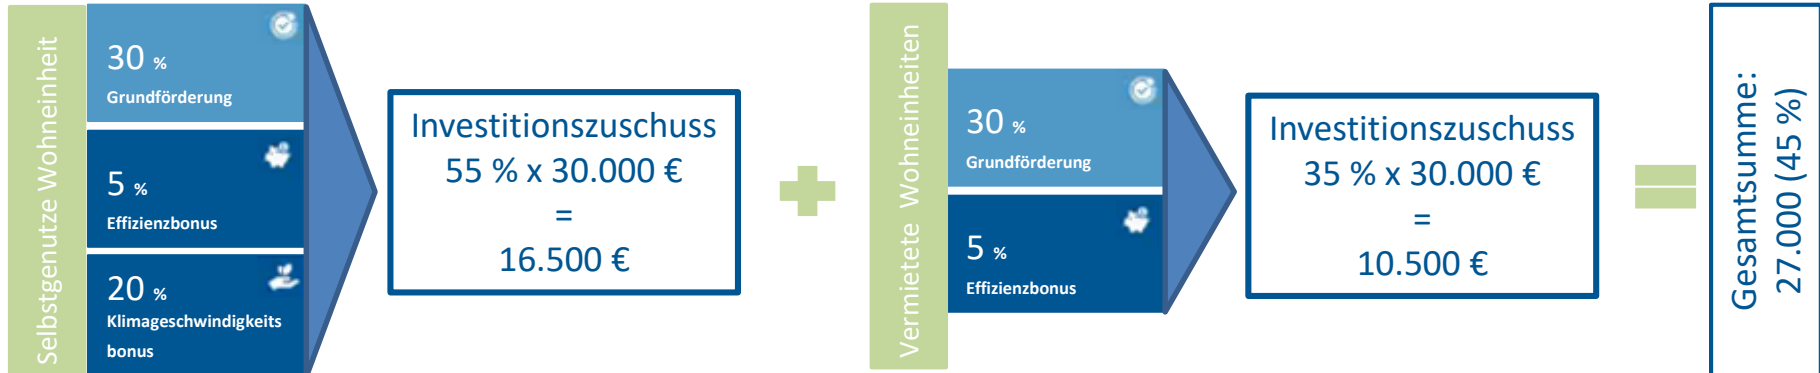 Selbstgenutze Wohneinheit
30 %
Grundförderung
5 %
Effizienzbonus
20 %
Klimageschwindigkeits
bonus
Investitionszuschuss
55 % x 30.000 €
=
16.500 €
Vermietete Wohneinheiten
30 %
Grundförderung
5 %
Effizienzbonus
Investitionszuschuss
35 % x 30.000 €
=
10.500 €
Gesamtsumme:
27.000 (45 %)